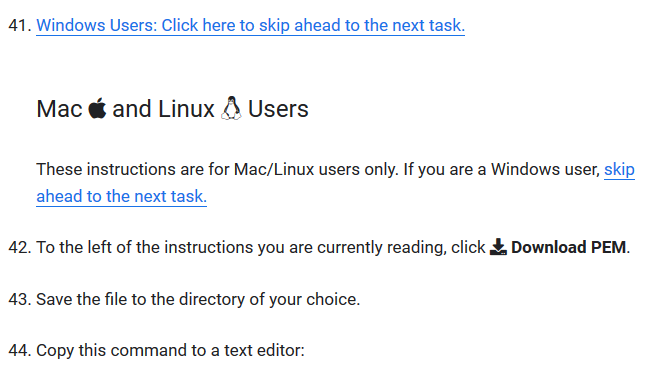 41. Windows Users: Click here to skip ahead to the next task.
Mac and Linux Users
These instructions are for Mac/Linux users only. If you are a Windows user, skip
ahead to the next task.
42. To the left of the instructions you are currently reading, click Download PEM.
43. Save the file to the directory of your choice.
44. Copy this command to a text editor: